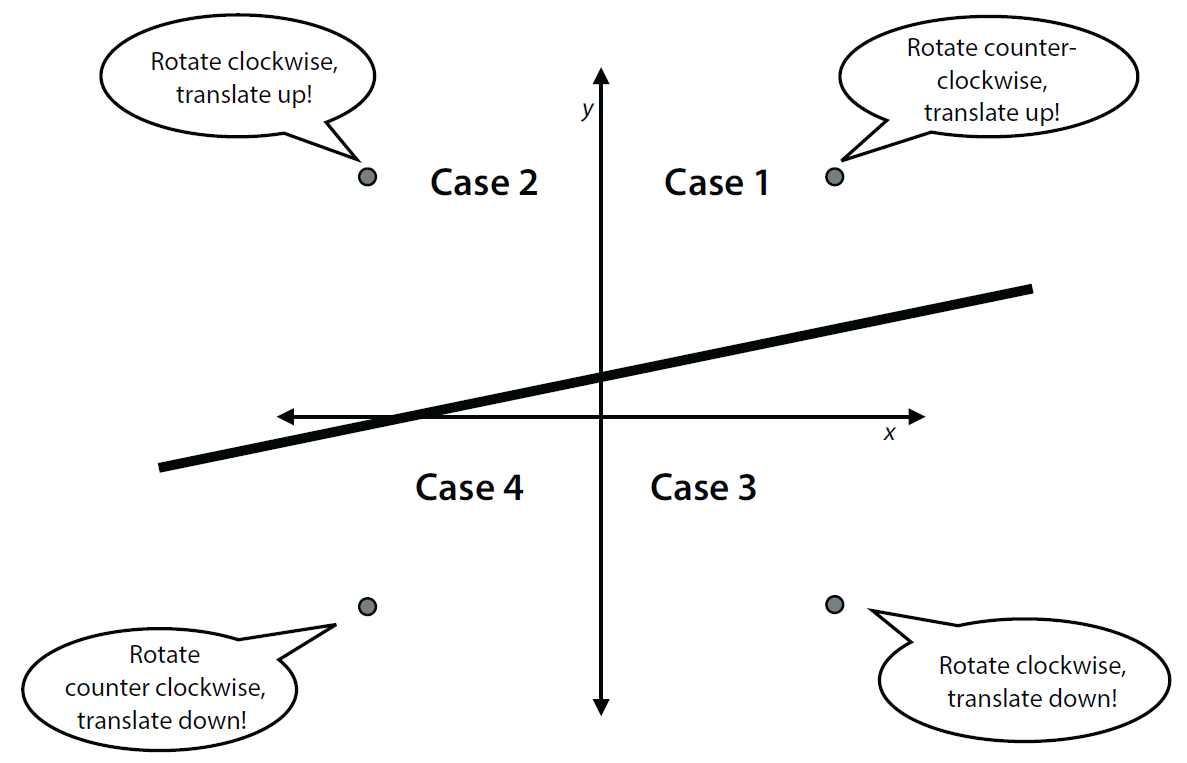 Rotate clockwise,
translate up!
Rotate counter-
clockwise,
translate up!
y
Case 2
Case 1
x
Case 4
Case 3
Rotate
counter clockwise,
translate down!
Rotate clockwise,
translate down!